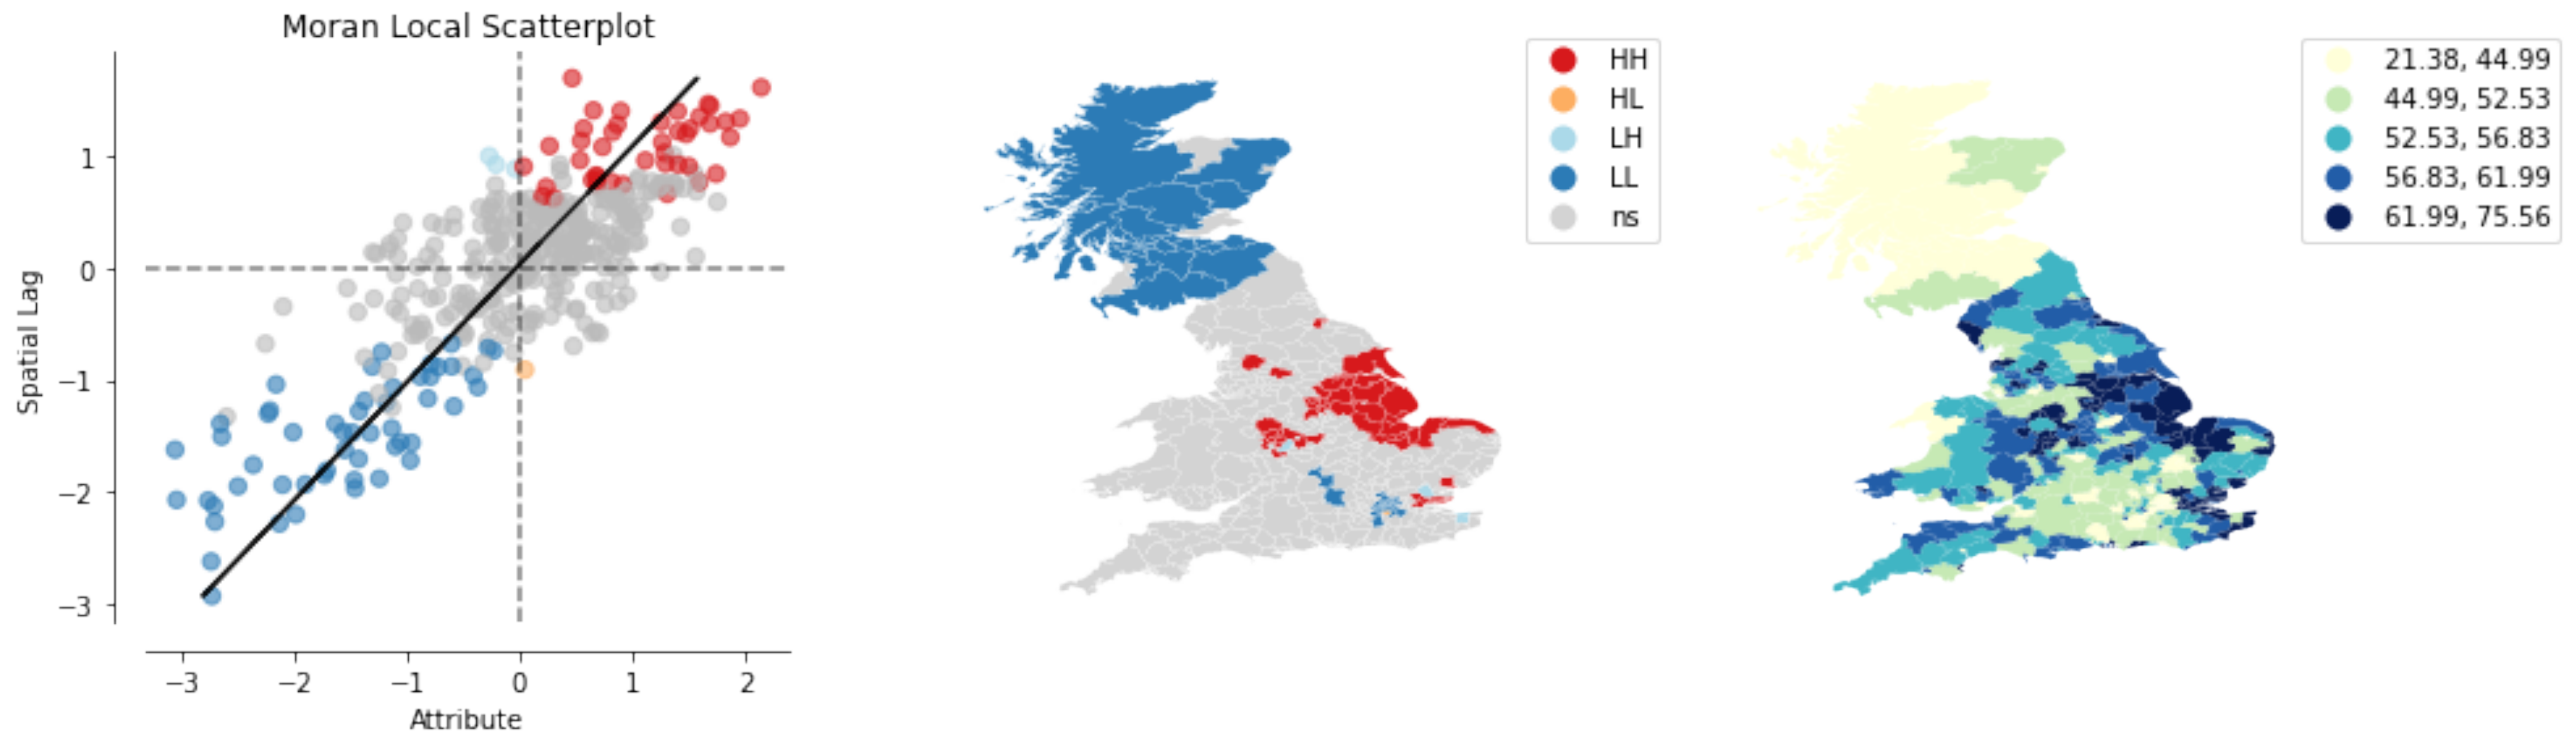 Moran Local Scatterplot
1
0
−1
−2
−3
Spatial Lag
−3 −2 −1 0 1 2
Attribute
HH
HL
LH
LL
ns
21.38, 44.99
44.99, 52.53
52.53, 56.83
56.83, 61.99
61.99, 75.56